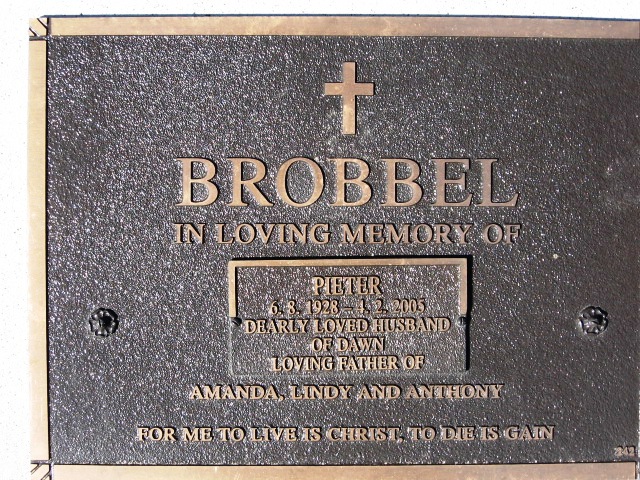 BROBBEL
IN LOVING MEMORY OF
PIETER
6. 8. 1928 - 4. 2. 2005
DEARLY LOVED HUSBAND
OF DAWN
LOVING FATHER OF
AMANDA, LINDY AND ANTHONY
FOR ME TO LIVE IS CHRIST, TO DIE IS GAIN